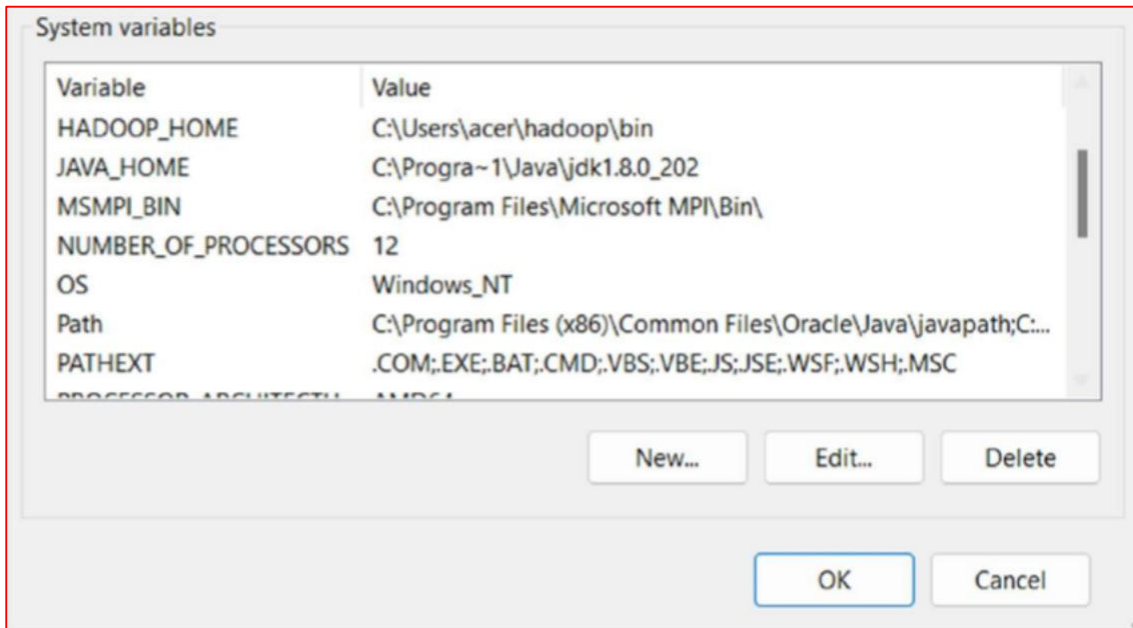 System variables
Variable Value
HADOOP_HOME C:\Users\acer\hadoop\bin
JAVA_HOME C:\Progra~1\Java\jdk1.8.0_202
MSMPI_BIN C:\Program Files\Microsoft MPI\Bin\
NUMBER_OF_PROCESSORS 12
OS Windows_NT
Path C:\Program Files (x86)\Common Files\Oracle\Java\javapath;C:...
PATHEXT .COM;.EXE;.BAT;.CMD;.VBS;.VBE;.JS;.JSE;.WSF;.WSH;.MSC
New... Edit... Delete
OK Cancel